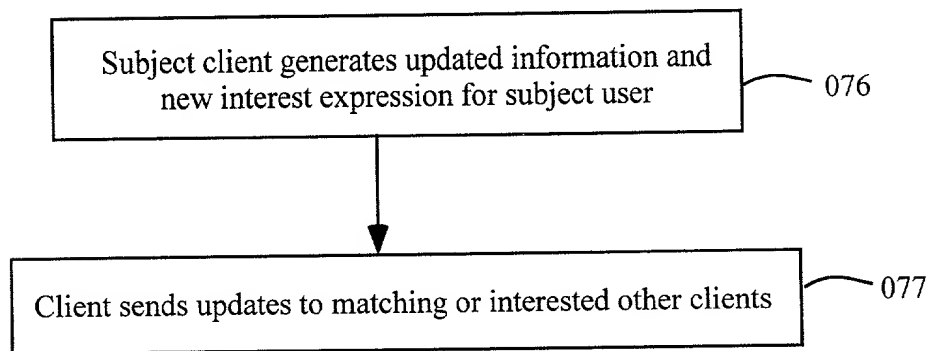 Subject client generates updated information and
new interest expression for subject user
076
Client sends updates to matching or interested other clients
077